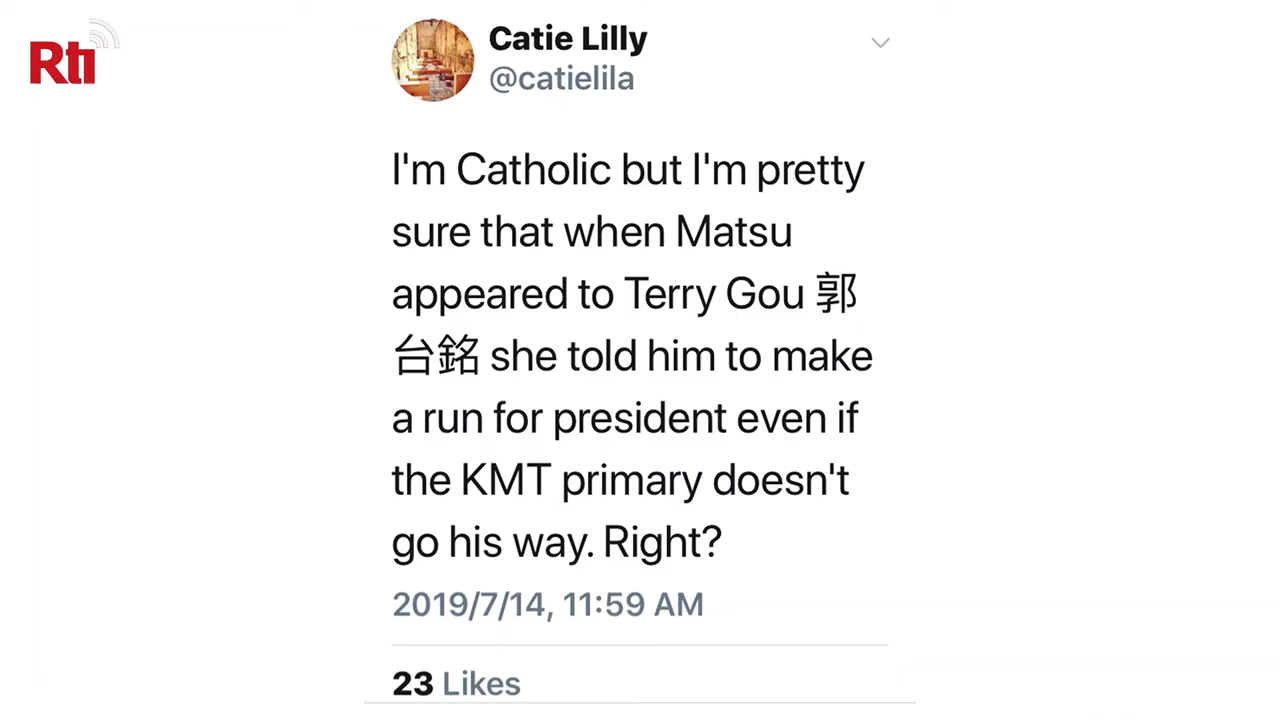 Rti
Catie Lilly
@catielila
I'm Catholic but I'm pretty
sure that when Matsu
appeared to Terry Gou 郭
台銘 she told him to make
a run for president even if
the KMT primary doesn't
go his way. Right?
2019/7/14, 11:59 AM
23 Likes